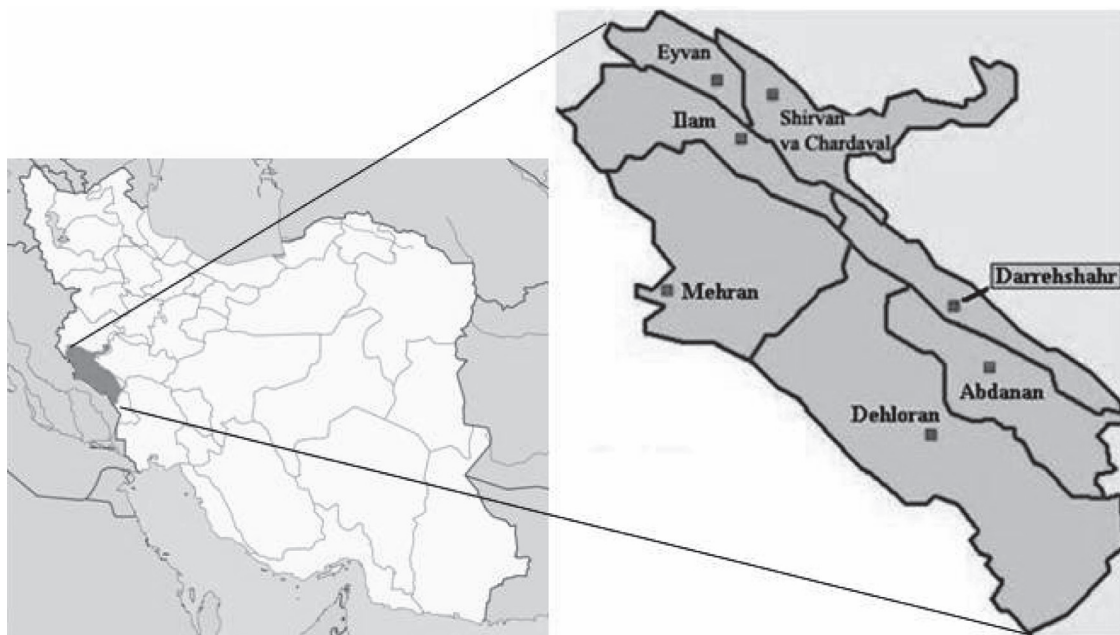 Eyvan
Shirvan
va Chardaval
Ilam
Darrehshahr
Mehran
Abdanan
Dehloran